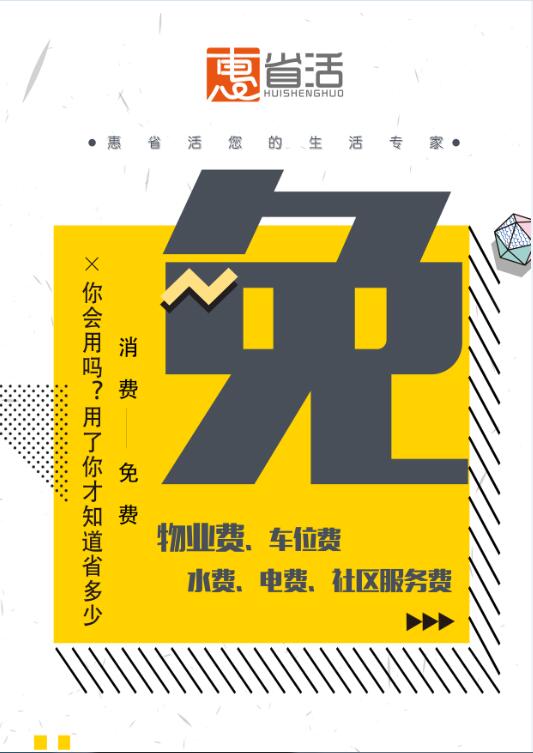 惠省活
HUISHENGHUO
惠省活您的生活专家
免
×你会用吗？用了你才知道省多少
消费——免费
物业费、车位费
水费、电费、社区服务费